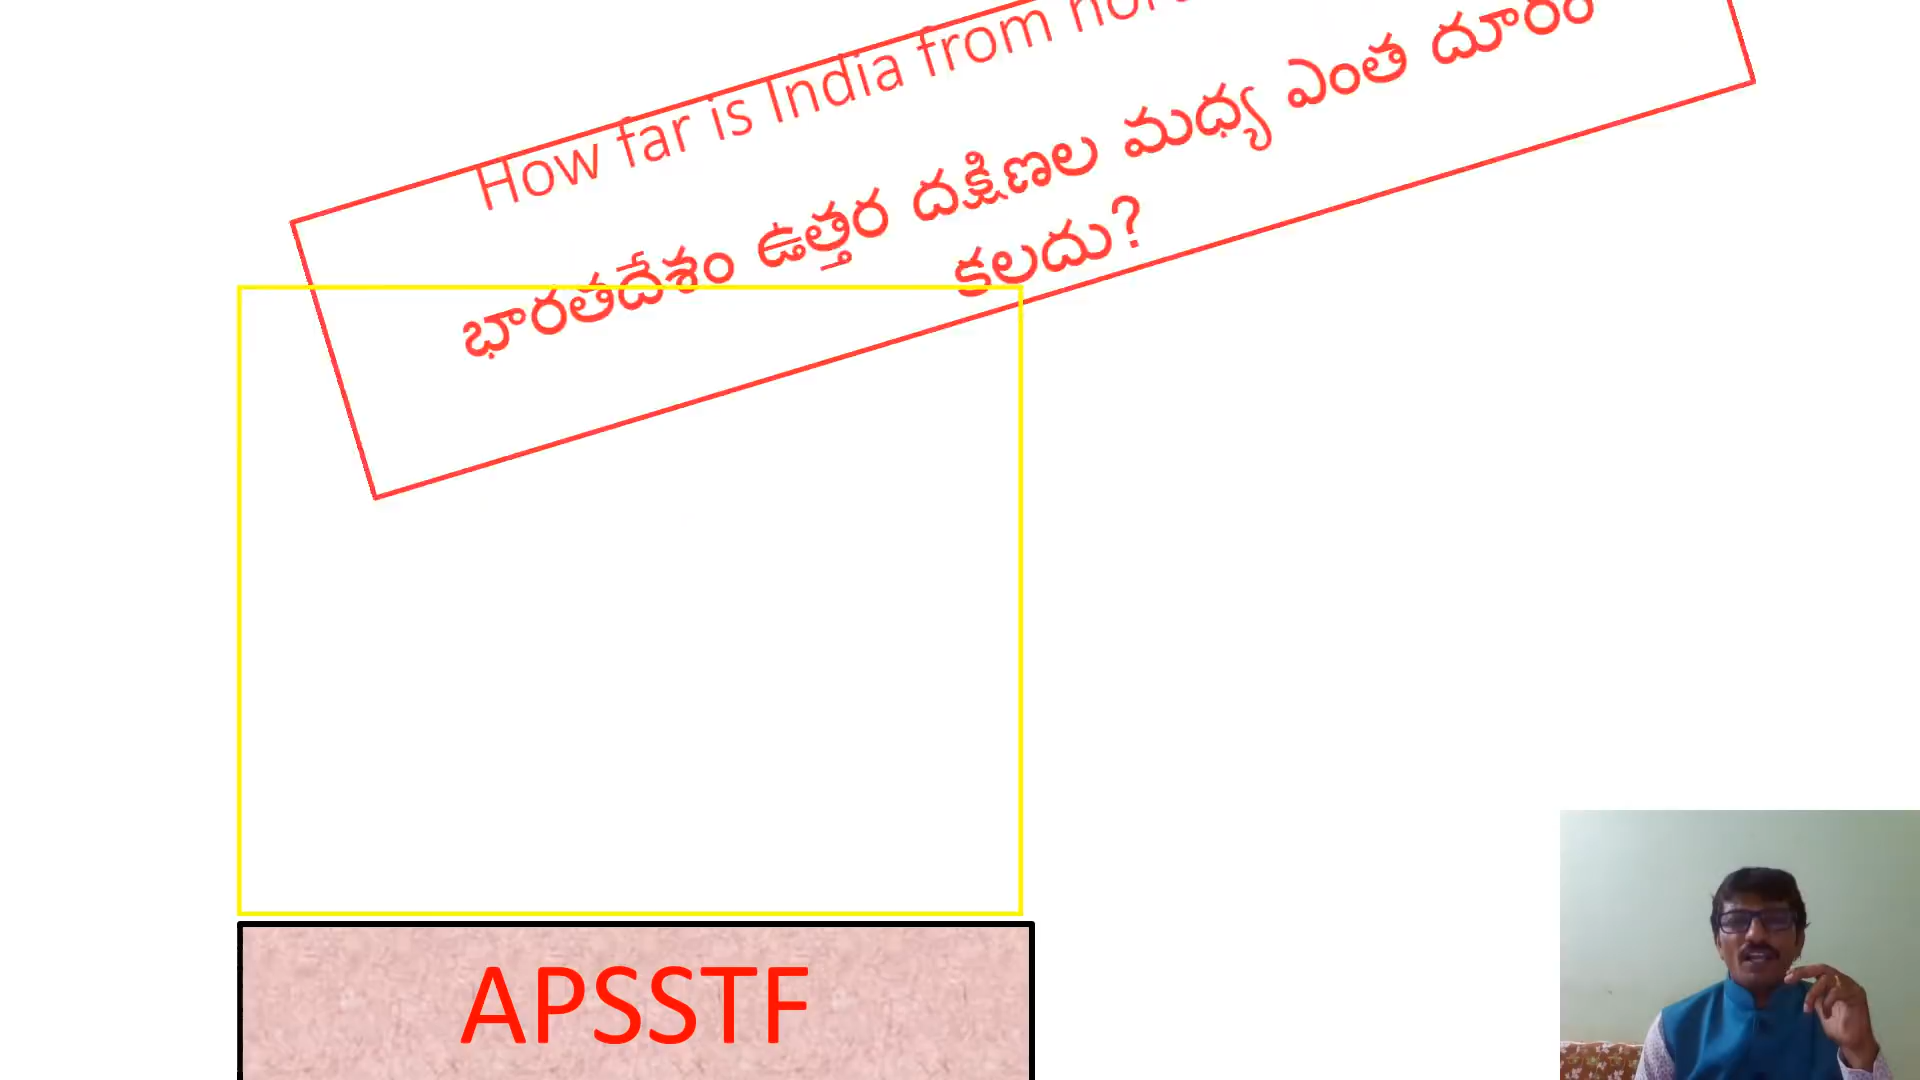 How far is India from
భారతదేశం ఉత్తర దక్షిణల మధ్య ఎంత దూరం
కలదు?
APSSTF